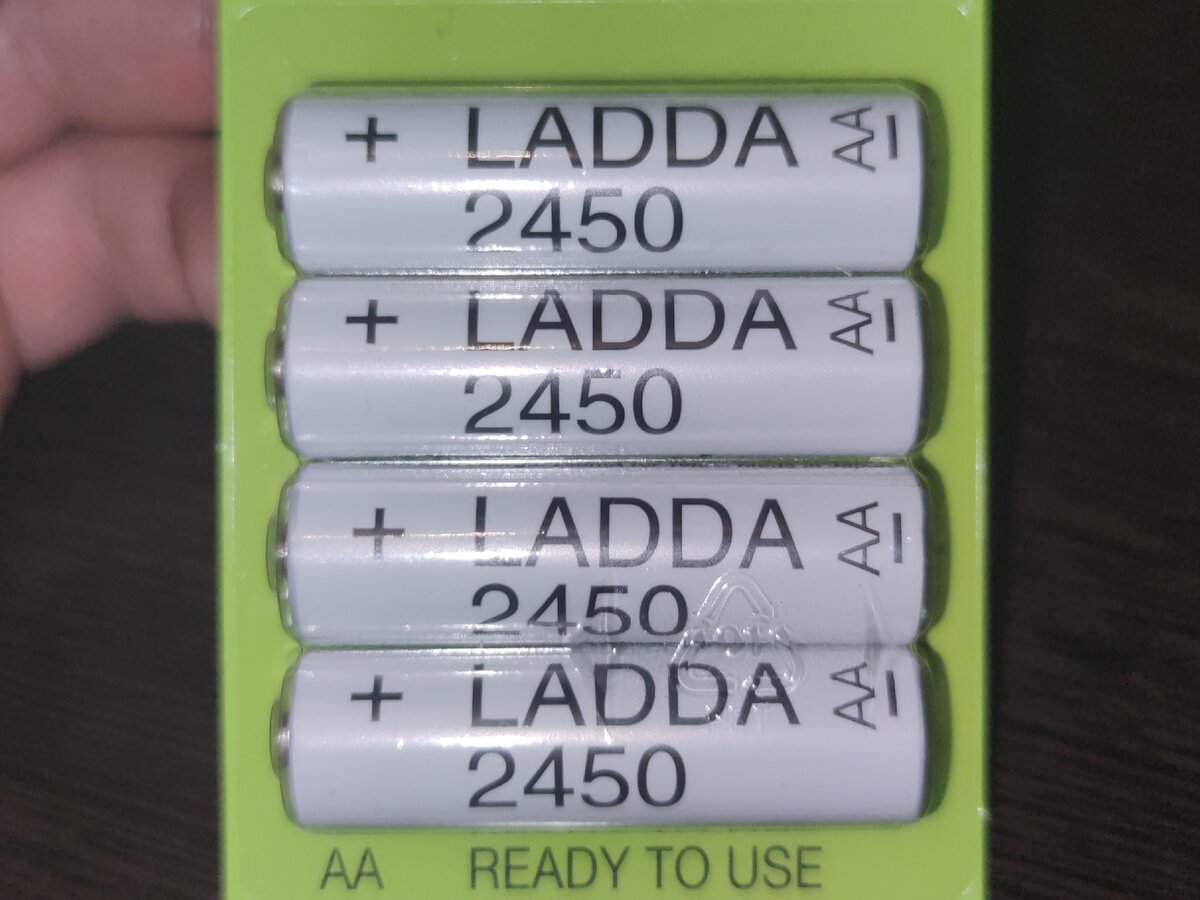 + LADDA AA –
2450
+ LADDA AA –
2450
+ LADDA AA –
2450
+ LADDA AA –
2450
AA READY TO USE